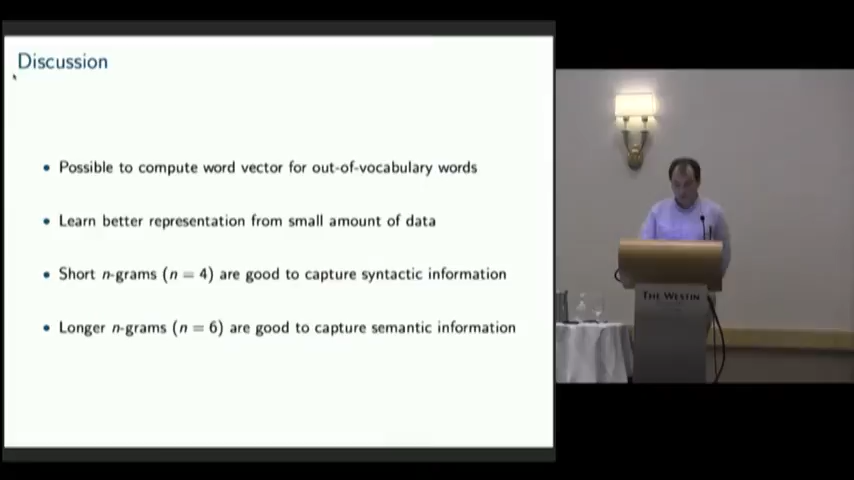 Discussion
• Possible to compute word vector for out-of-vocabulary words
• Learn better representation from small amount of data
• Short n-grams (n = 4) are good to capture syntactic information
• Longer n-grams (n = 6) are good to capture semantic information
THE WESTIN